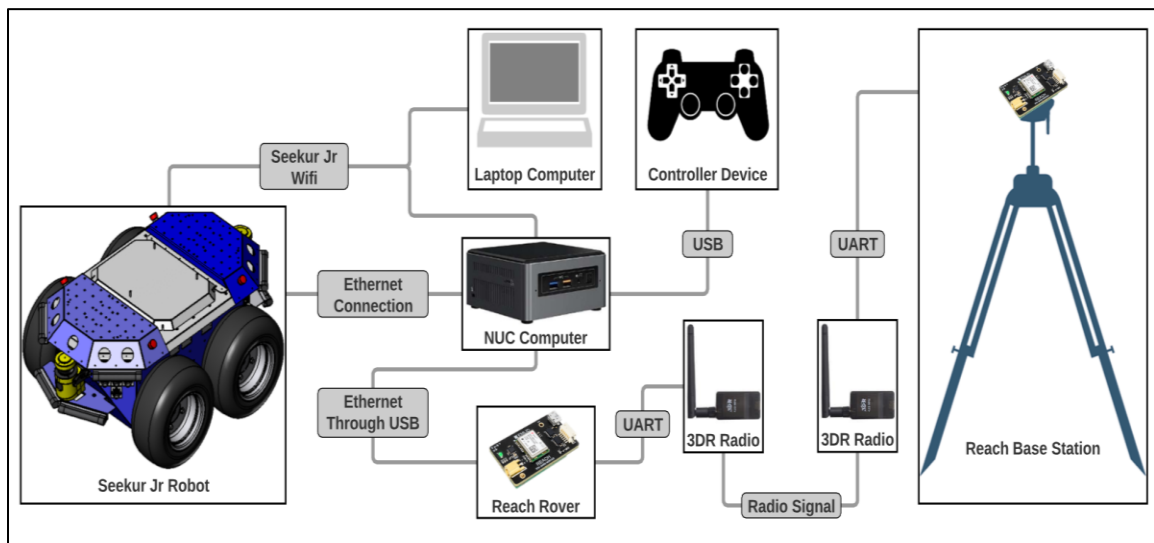 Seekur Jr
Wifi
Laptop Computer
Controller Device
USB
UART
Ethernet
Connection
NUC Computer
Seekur Jr Robot
Ethernet
Through USB
Reach Rover
UART
3DR Radio
3DR Radio
Radio Signal
Reach Base Station